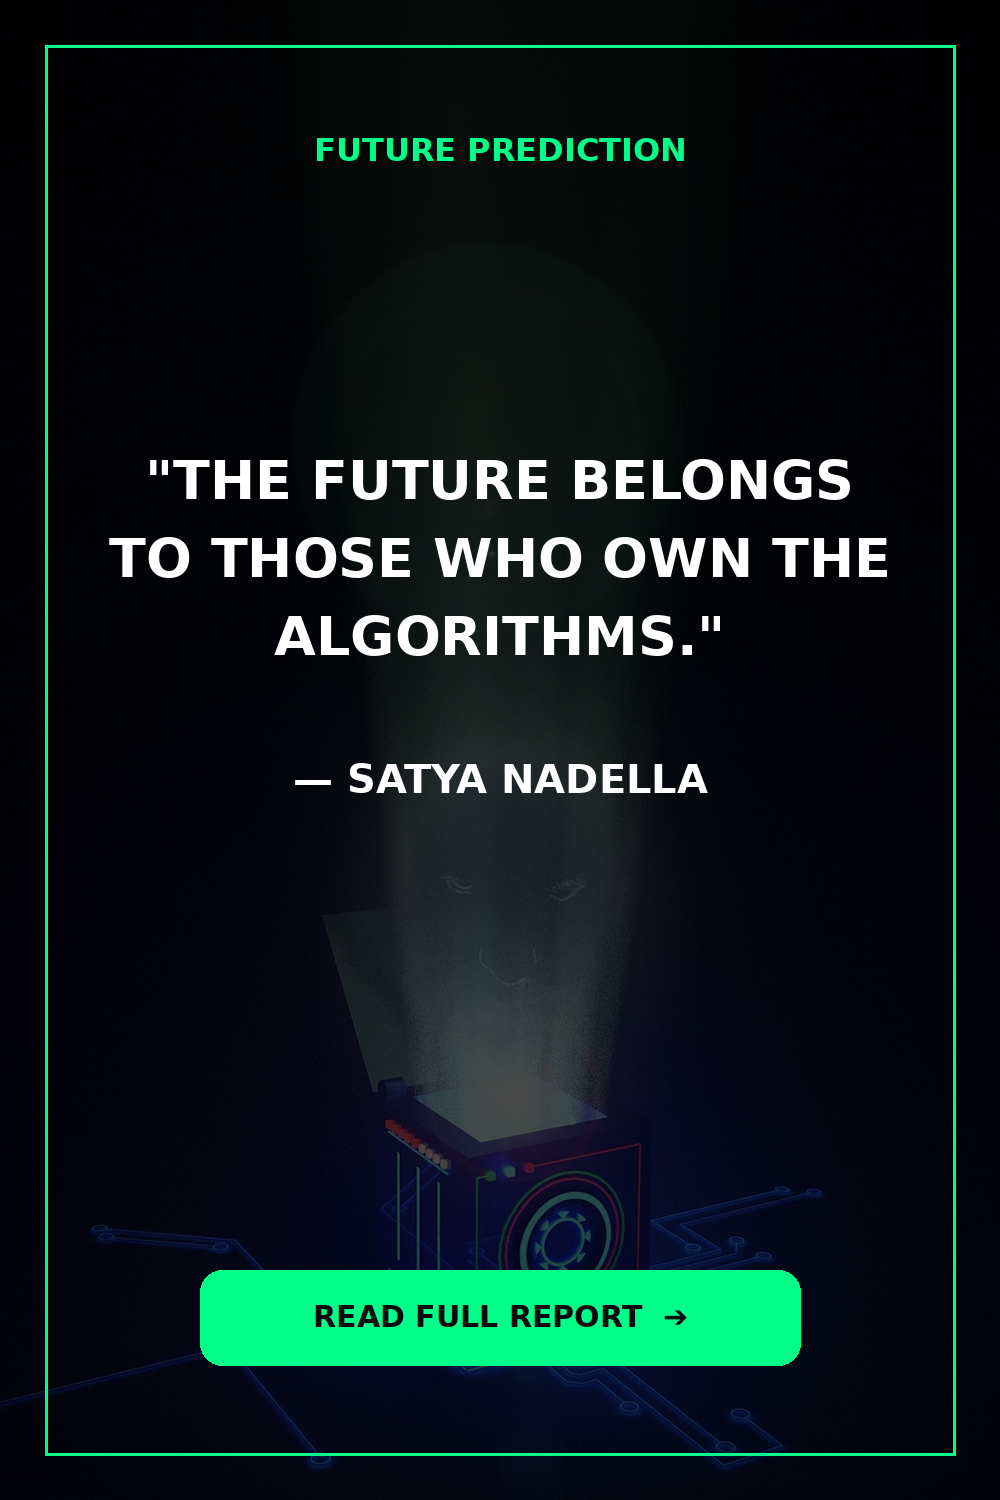 FUTURE PREDICTION
"THE FUTURE BELONGS
TO THOSE WHO OWN THE
ALGORITHMS."
— SATYA NADELLA
READ FULL REPORT ➔